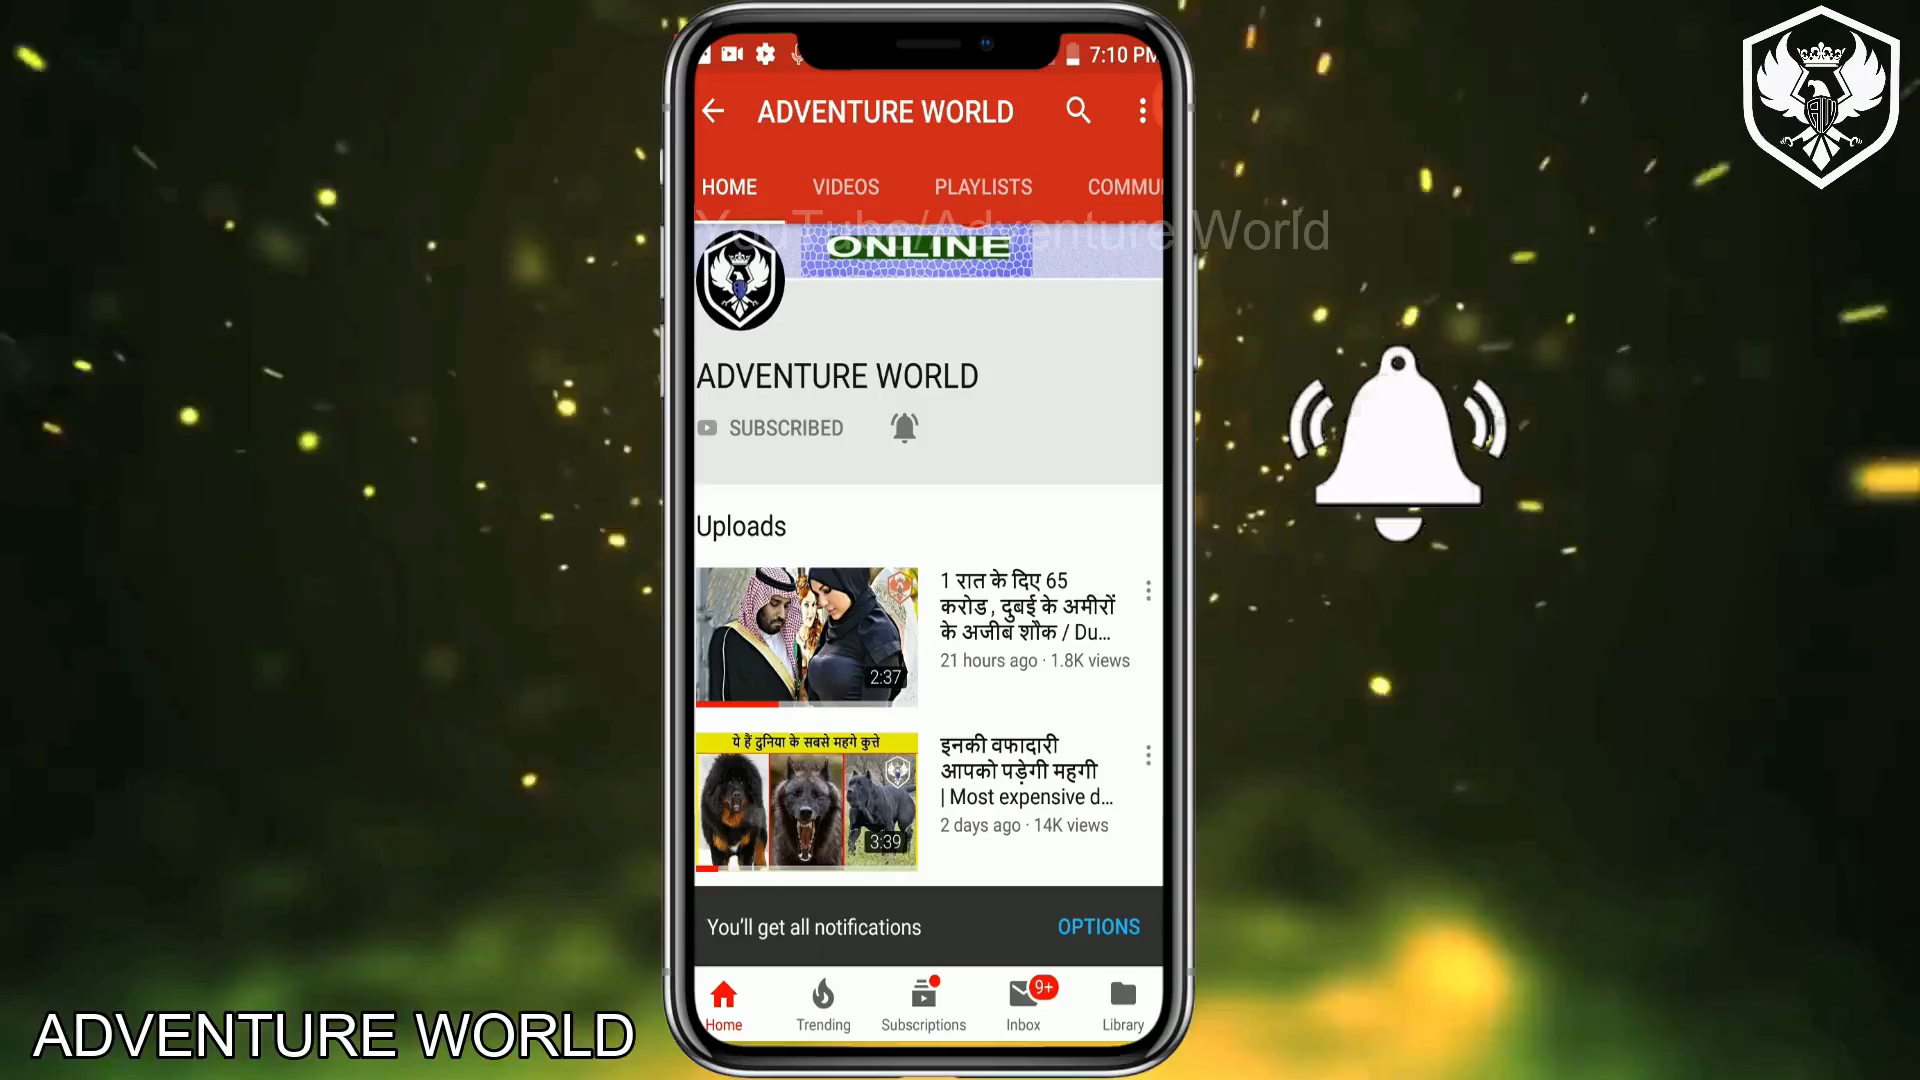 7:10 PM
ADVENTURE WORLD
HOME VIDEOS PLAYLISTS COMMU
YouTube/Adventure World
ONLINE
ADVENTURE WORLD
SUBSCRIBED
Uploads
1 रात के दिए 65
करोड , दुबई के अमीरों
के अजीब शौक / Du...
21 hours ago · 1.8K views
2:37
ये हैं दुनिया के सबसे महगे कुत्ते
3:39
इनकी वफादारी
आपको पड़ेगी महगी
| Most expensive d...
2 days ago · 14K views
You'll get all notifications OPTIONS
9+
Home Trending Subscriptions Inbox Library
ADVENTURE WORLD